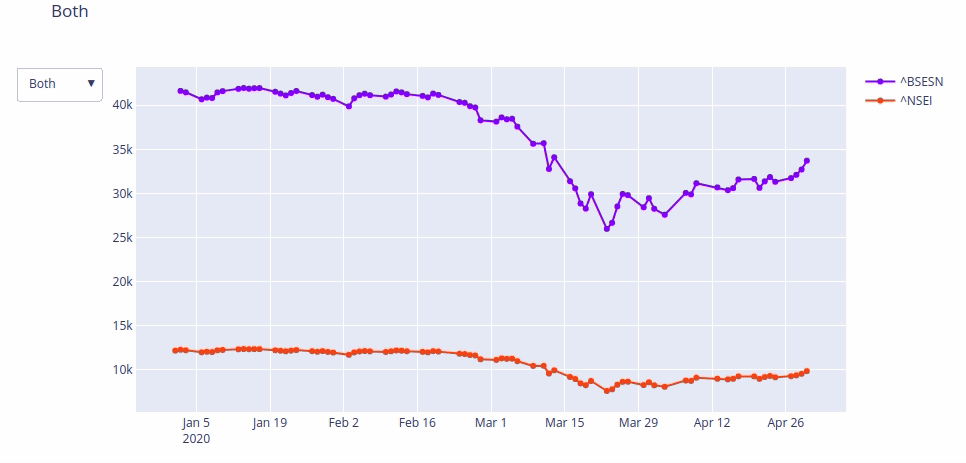 Both
Both ▼
^BSESN
^NSEI
40k
35k
30k
25k
20k
15k
10k
Jan 5 Jan 19 Feb 2 Feb 16 Mar 1 Mar 15 Mar 29 Apr 12 Apr 26
2020